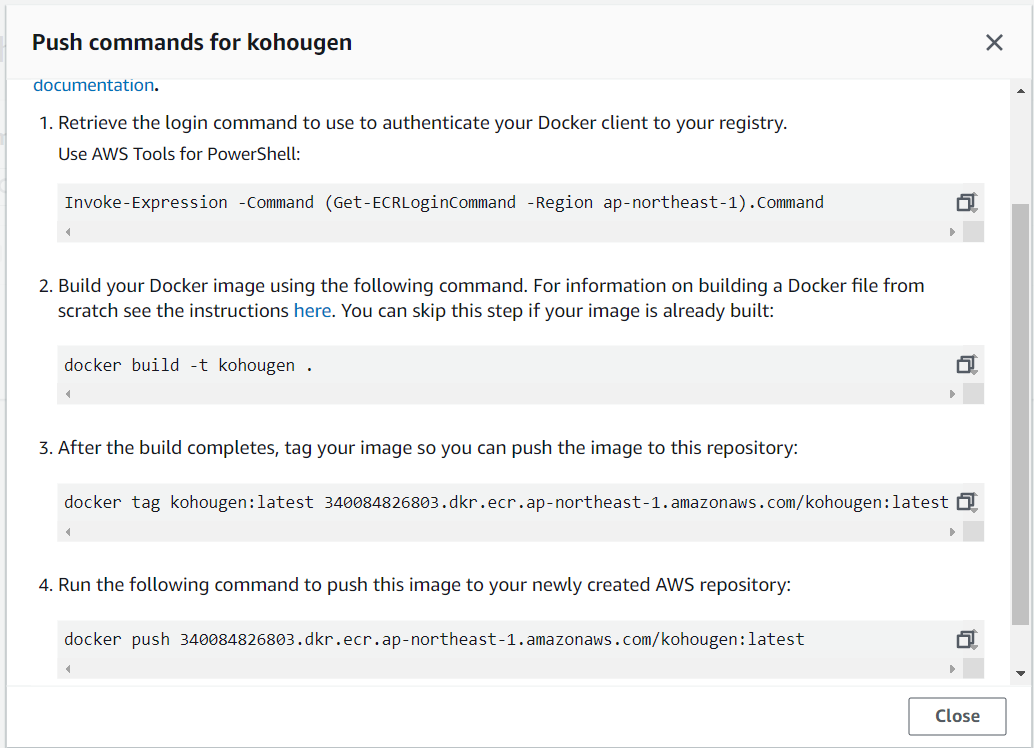 Push commands for kohougen
documentation.
1. Retrieve the login command to use to authenticate your Docker client to your registry.
Use AWS Tools for PowerShell:
Invoke-Expression -Command (Get-ECRLoginCommand -Region ap-northeast-1).Command
2. Build your Docker image using the following command. For information on building a Docker file from
scratch see the instructions here. You can skip this step if your image is already built:
docker build -t kohougen .
3. After the build completes, tag your image so you can push the image to this repository:
docker tag kohougen:latest 340084826803.dkr.ecr.ap-northeast-1.amazonaws.com/kohougen:latest
4. Run the following command to push this image to your newly created AWS repository:
docker push 340084826803.dkr.ecr.ap-northeast-1.amazonaws.com/kohougen:latest
Close